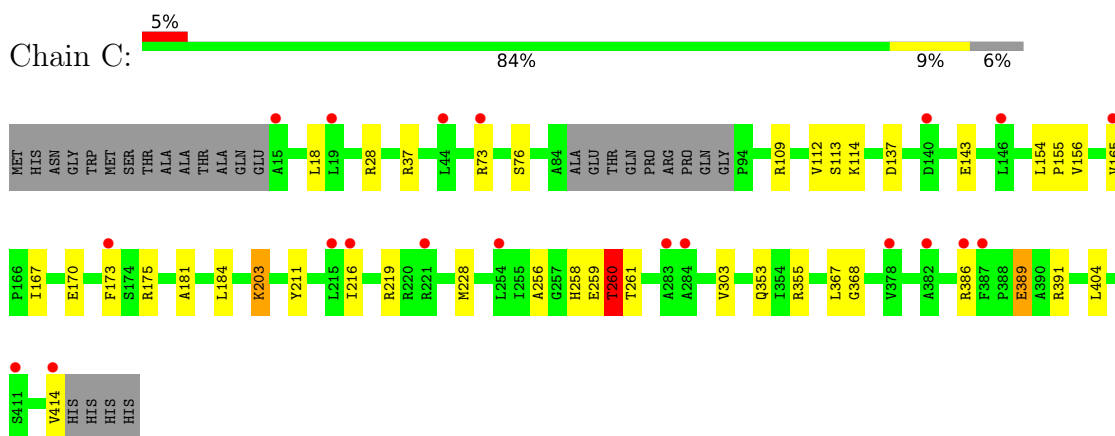 5%
Chain C:
84% 9% 6%
MET HIS ASN GLY TRP MET SER THR ALA ALA THR ALA GLN GLU A15 L18 L19 R28 R37 L44 R73 S76 A84 ALA GLU THR GLN PRO ARG PRO GLN GLY P94 R109 V112 S113 K114 D137 D140 E143 L146 L154 P155 V156 V165
P166 I167 E170 F173 S174 R175 A181 L184 K203 Y211 L215 I216 R219 R220 R221 M228 L254 I255 A256 G257 H258 E259 T260 T261 A283 A284 V303 Q353 I354 R355 L367 G368 V378 A382 R386 F387 P388 E389 A390 R391 L404
S411 V414 HIS HIS HIS HIS